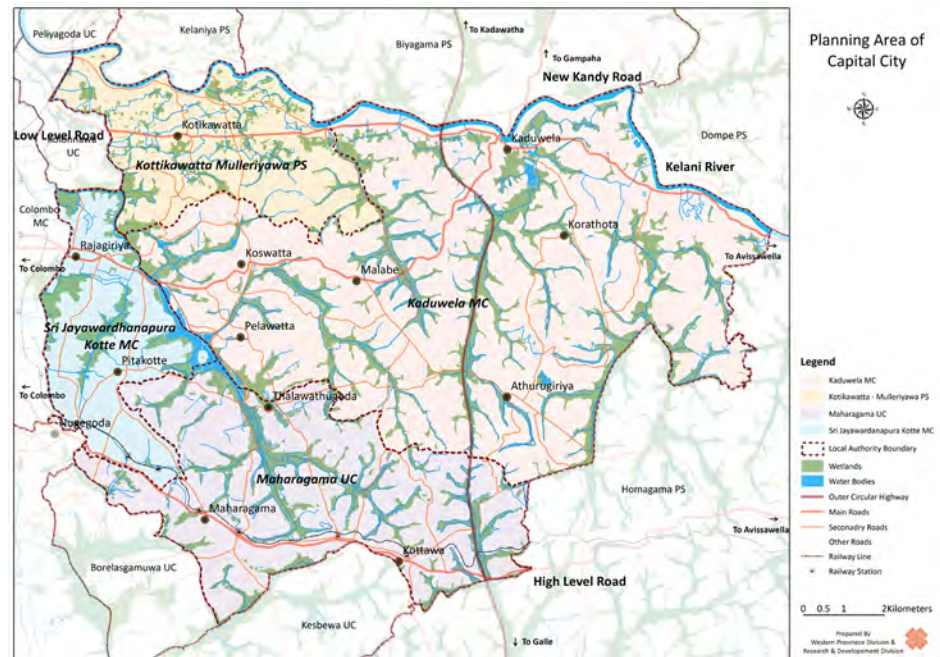 Planning Area of
Capital City
Peliyagoda UC
Kelaniya PS
Biyagama PS
To Kadawatha
To Gampaha
New Kandy Road
Dompe PS
Kelani River
Low Level Road
UC
Kotikawatta
Kottikawatta Mulleriyawa PS
Kaduwela
Colombo
MC
Rajagiriya
To Colombo
Koswatta
Malabe
Korathota
To Avissawella
Kaduwela MC
Sri Jayawardhanapura
Kotte MC
Pelawatta
Pitakotte
To Colombo
Thalawathugoda
Athurugiriya
Nugegoda
Maharagama UC
Maharagama
Homagama PS
To Avissawella
Kottawa
High Level Road
Borelasgamuwa UC
Kesbewa UC
To Galle
Legend
Kaduwela MC
Kotikawatta - Mulleriyawa PS
Maharagama UC
Sri Jayawardanapura Kotte MC
Local Authority Boundary
Wetlands
Water Bodies
Outer Circular Highway
Main Roads
Seconadry Roads
Other Roads
Railway Line
Railway Station
0 0.5 1 2Kilometers
Prepared By
Western Provinece Division &
Research & Developement Division